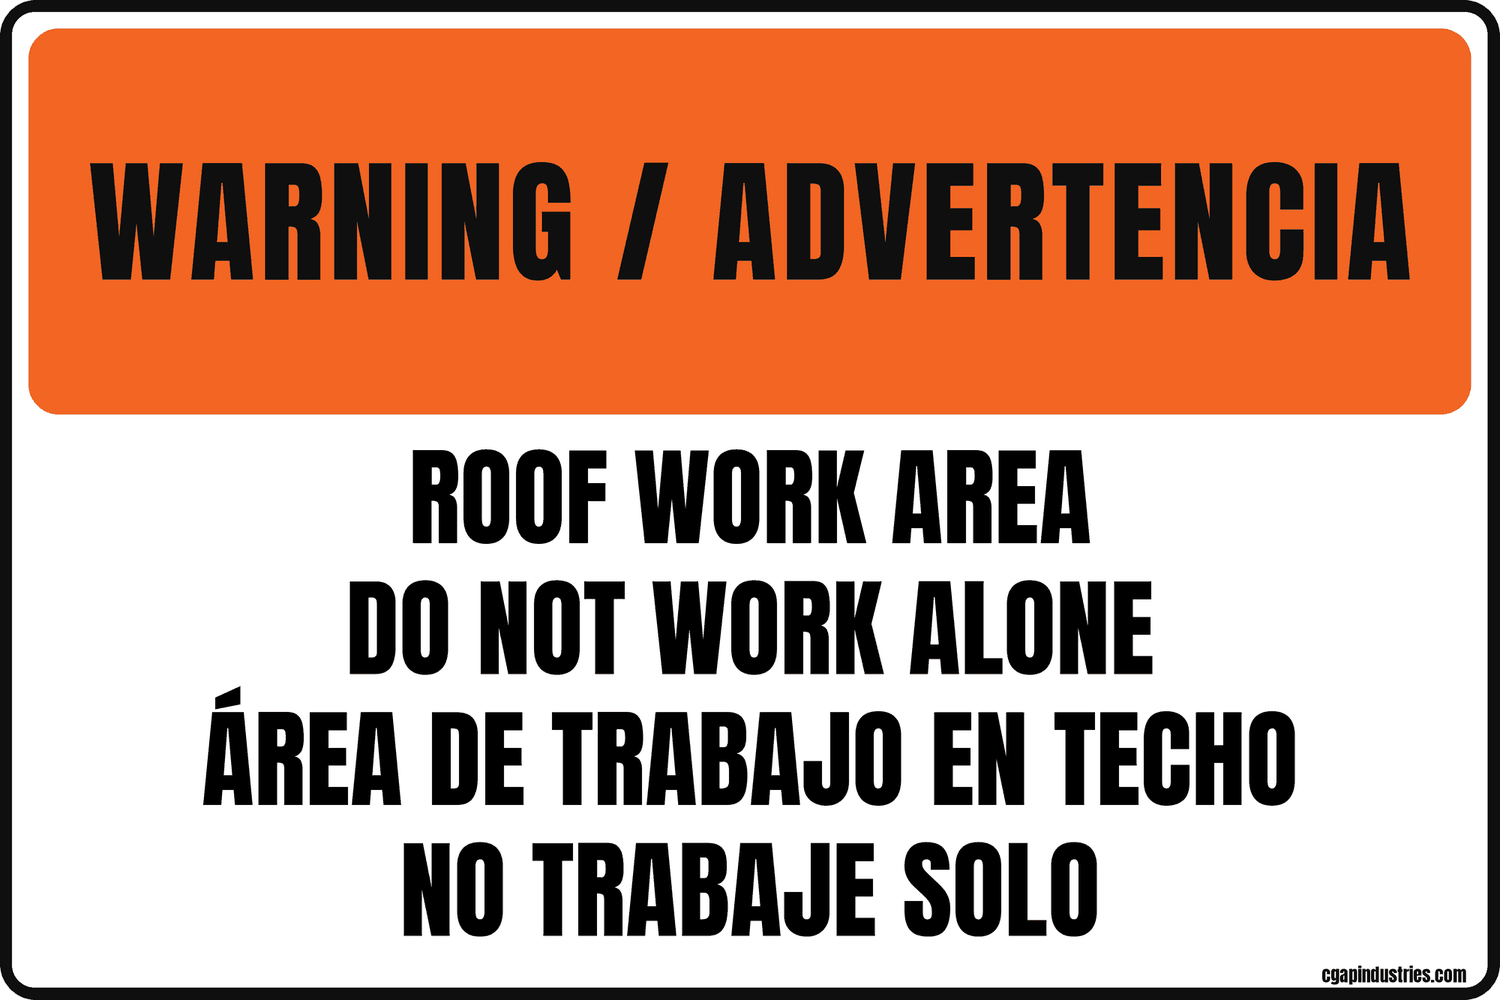 WARNING / ADVERTENCIA
ROOF WORK AREA
DO NOT WORK ALONE
ÁREA DE TRABAJO EN TECHO
NO TRABAJE SOLO
cgapindustries.com